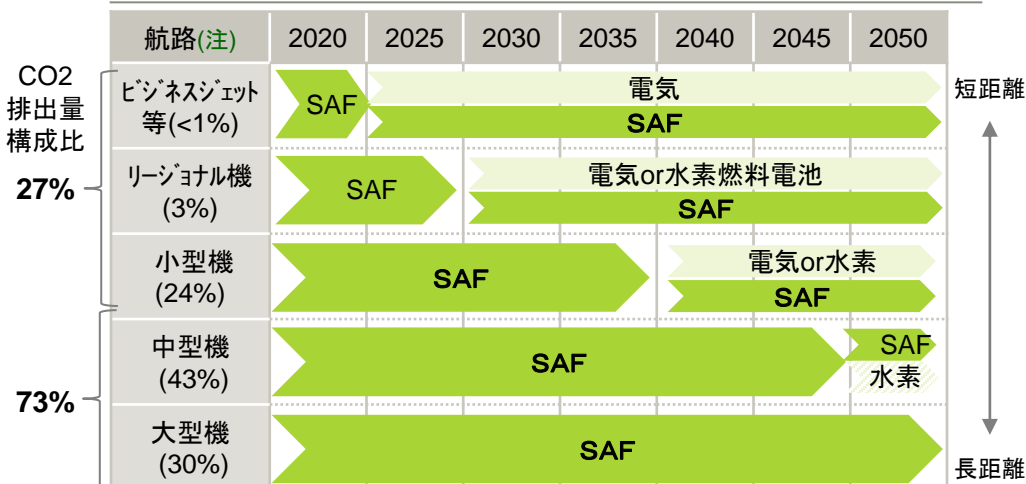 航路(注) 2020 2025 2030 2035 2040 2045 2050
CO2
排出量
構成比
27%
73%
ﾋﾞｼﾞﾈｽｼﾞｪｯﾄ
等(<1%)
SAF
電気
SAF
ﾘｰｼﾞｮﾅﾙ機
(3%)
SAF
電気or水素燃料電池
SAF
小型機
(24%)
SAF
電気or水素
SAF
中型機
(43%)
SAF
SAF
水素
大型機
(30%)
SAF
短距離
長距離